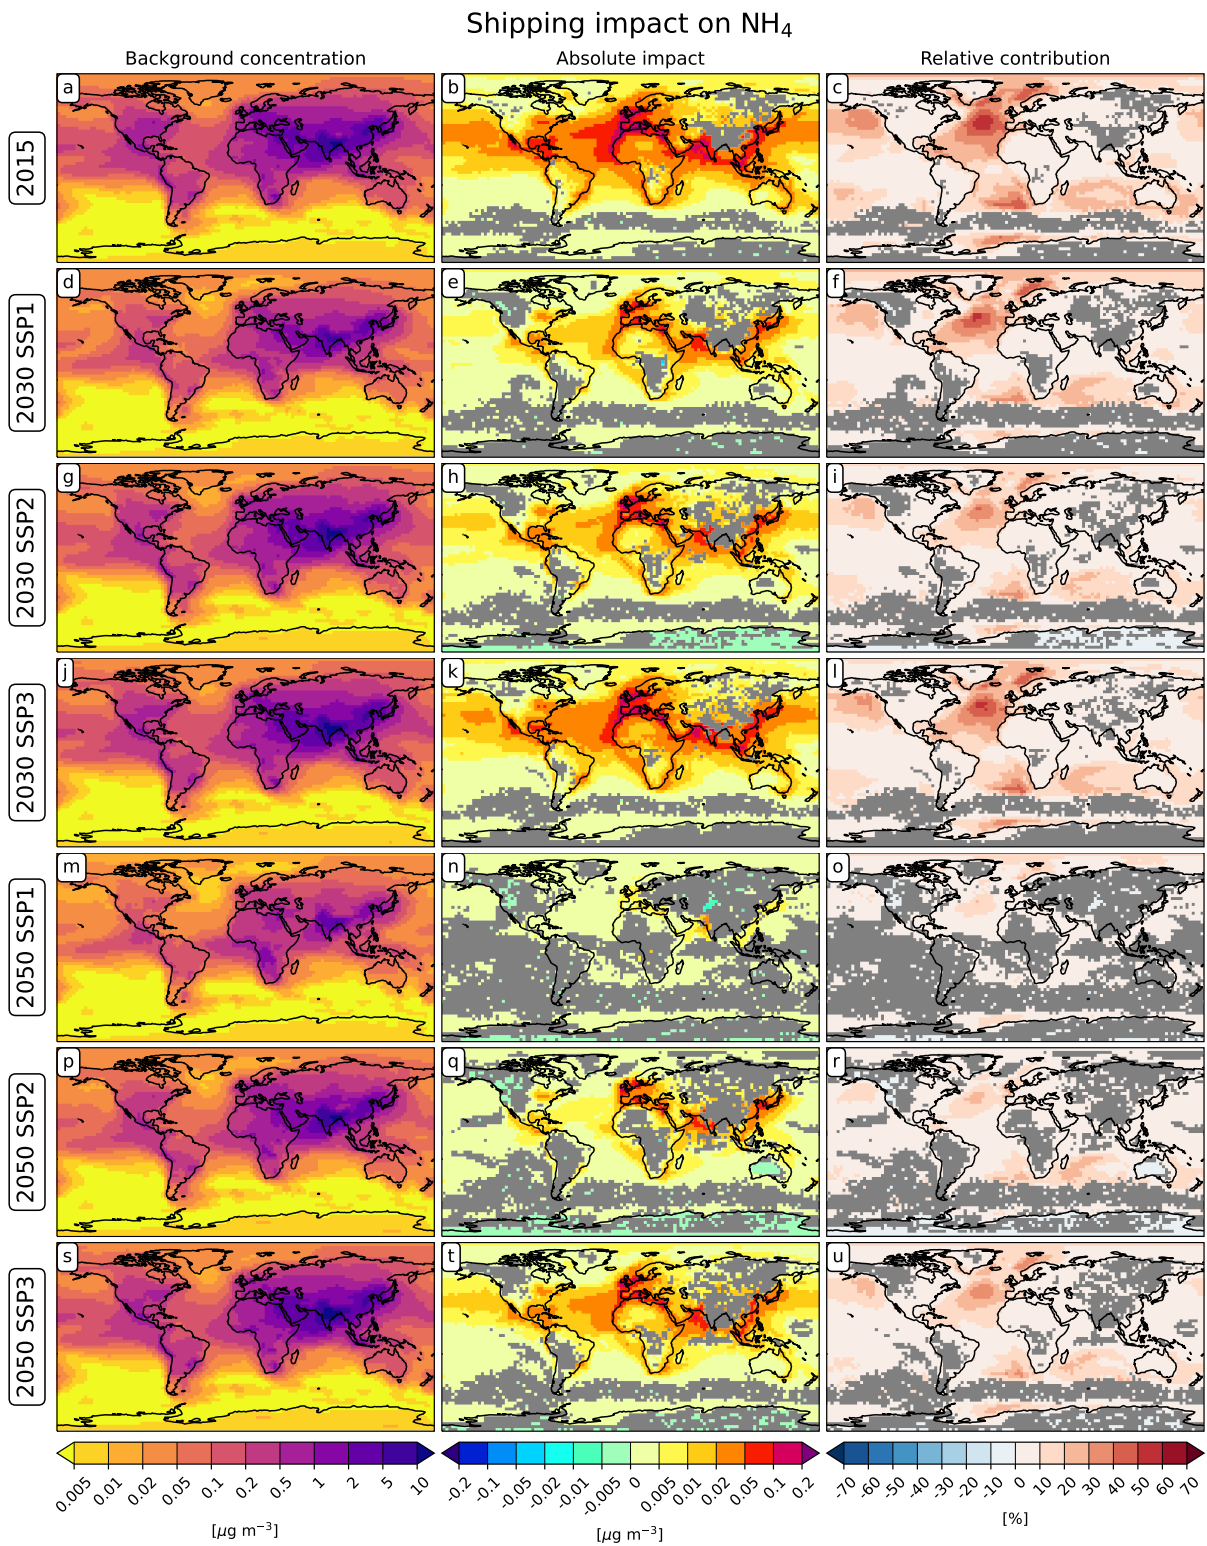 Shipping impact on NH₄
Background concentration
Absolute impact
Relative contribution
2015
a
b
c
2030 SSP1
d
e
f
2030 SSP2
g
h
i
2030 SSP3
j
k
l
2050 SSP1
m
n
o
2050 SSP2
p
q
r
2050 SSP3
s
t
u
0.005 0.01 0.02 0.05 0.1 0.2 0.5 1 2 5 10
[μg m⁻³]
-0.2 -0.1 -0.05 -0.02 -0.01 -0.005 0 0.005 0.01 0.02 0.05 0.1 0.2
[μg m⁻³]
-70 -60 -50 -40 -30 -20 -10 0 10 20 30 40 50 60 70
[%]